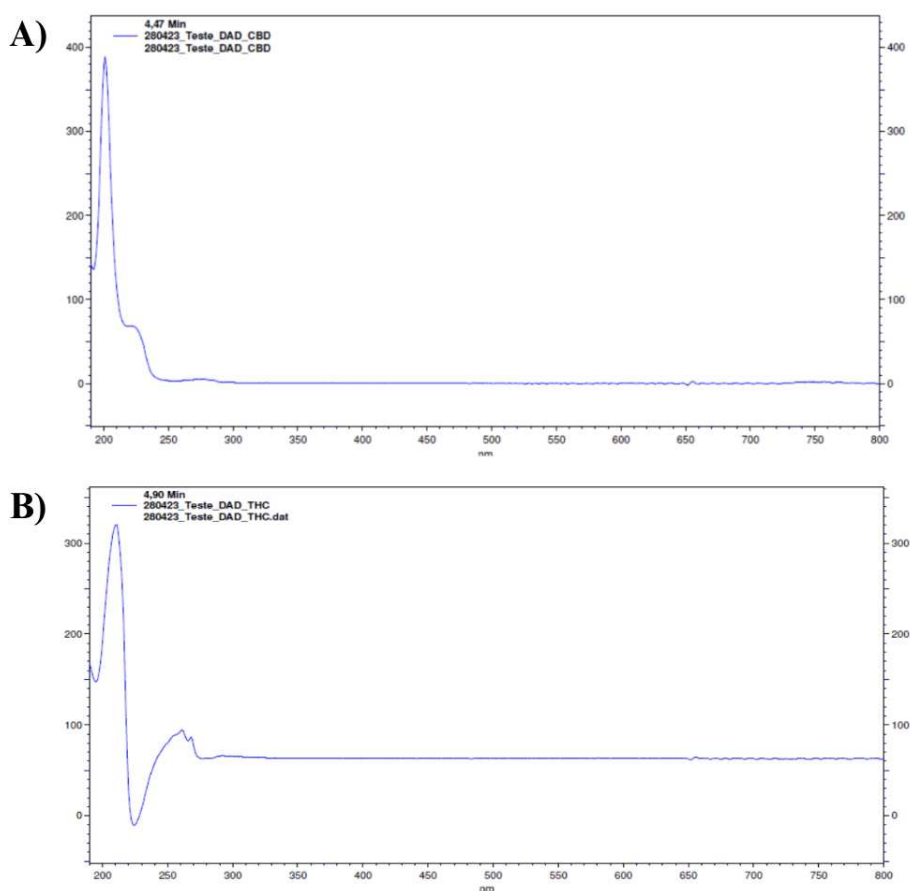 A)
4,47 Min
280423_Teste_DAD_CBD
280423_Teste_DAD_CBD
400 400
300 300
200 200
100 100
0 0
200 250 300 350 400 450 500 550 600 650 700 750 800
nm
B)
4,90 Min
280423_Teste_DAD_THC
280423_Teste_DAD_THC.dat
300 300
200 200
100 100
0 0
200 250 300 350 400 450 500 550 600 650 700 750 800
nm